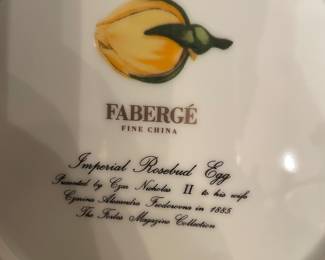 FABERGÉ
FINE CHINA
Imperial Rosebud Egg
Presented by Czar Nicholas II to his wife
Czarina Alexandra Feodorovna in 1885
The Forbes Magazine Collection